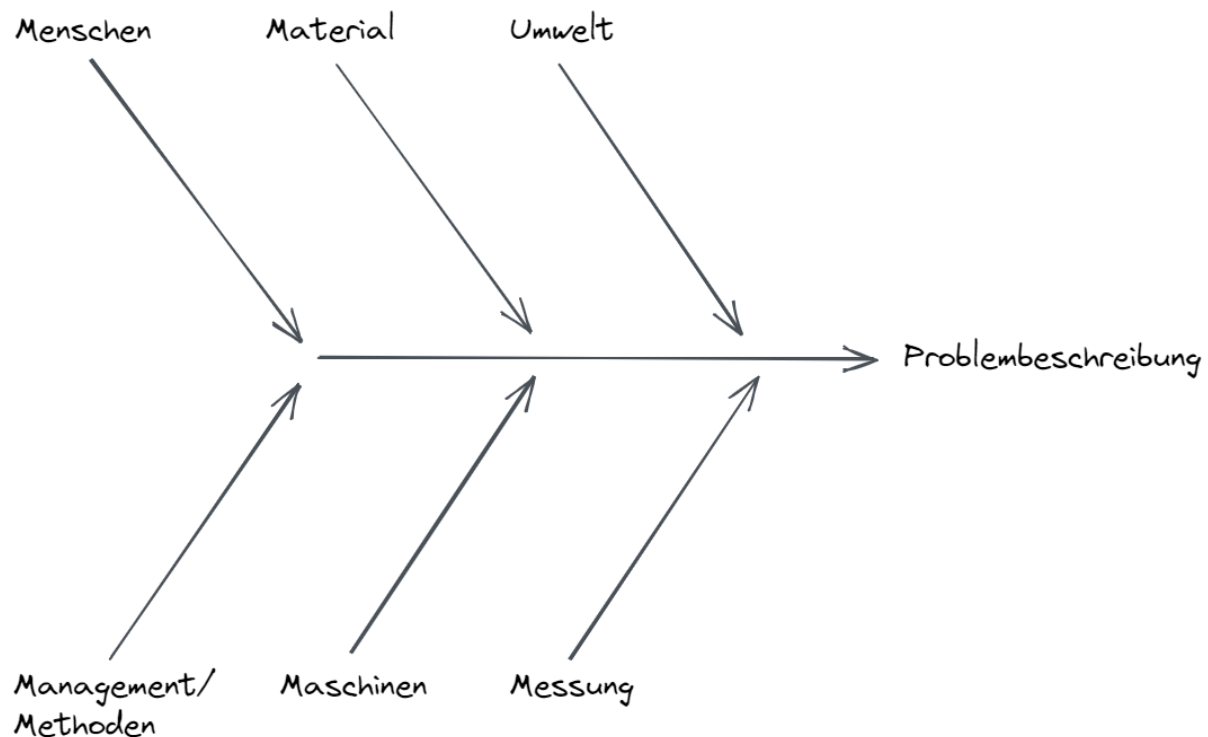 Menschen
Material
Umwelt
Problembeschreibung
Management/
Methoden
Maschinen
Messung